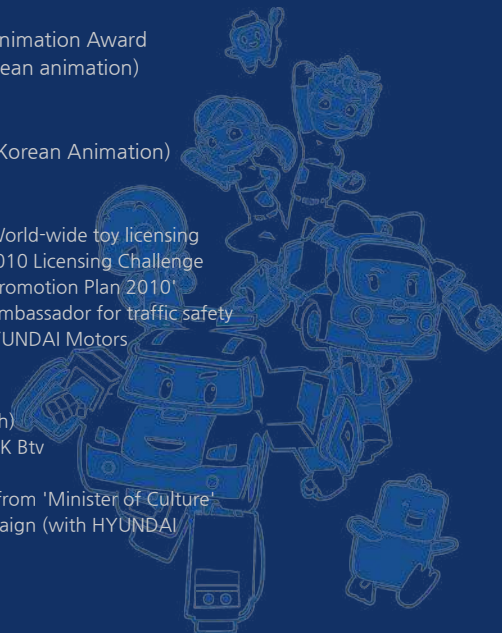 nimation Award
ean animation)
Korean Animation)
World-wide toy licensing
010 Licensing Challenge
romotion Plan 2010'
mbassador for traffic safety
YUNDAI Motors
h)
K Btv
from 'Minister of Culture'
aign (with HYUNDAI